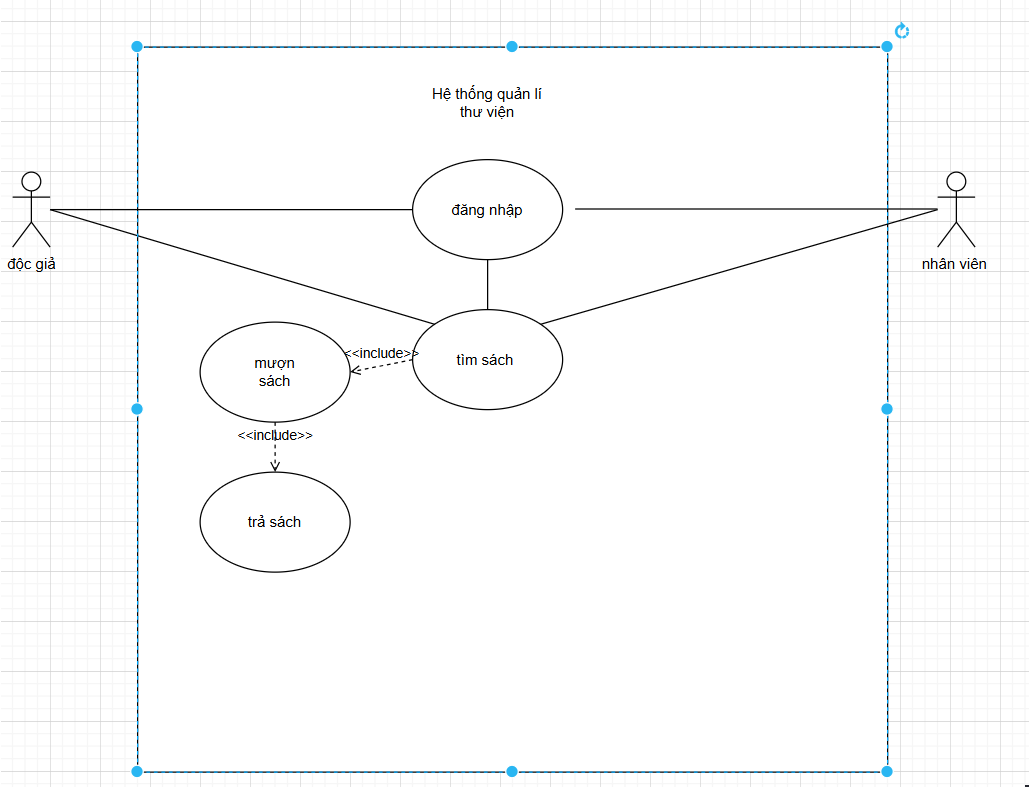 Hệ thống quản lí
thư viện
đăng nhập
độc giả
nhân viên
<<include>>
tìm sách
mượn
sách
<<include>>
trả sách